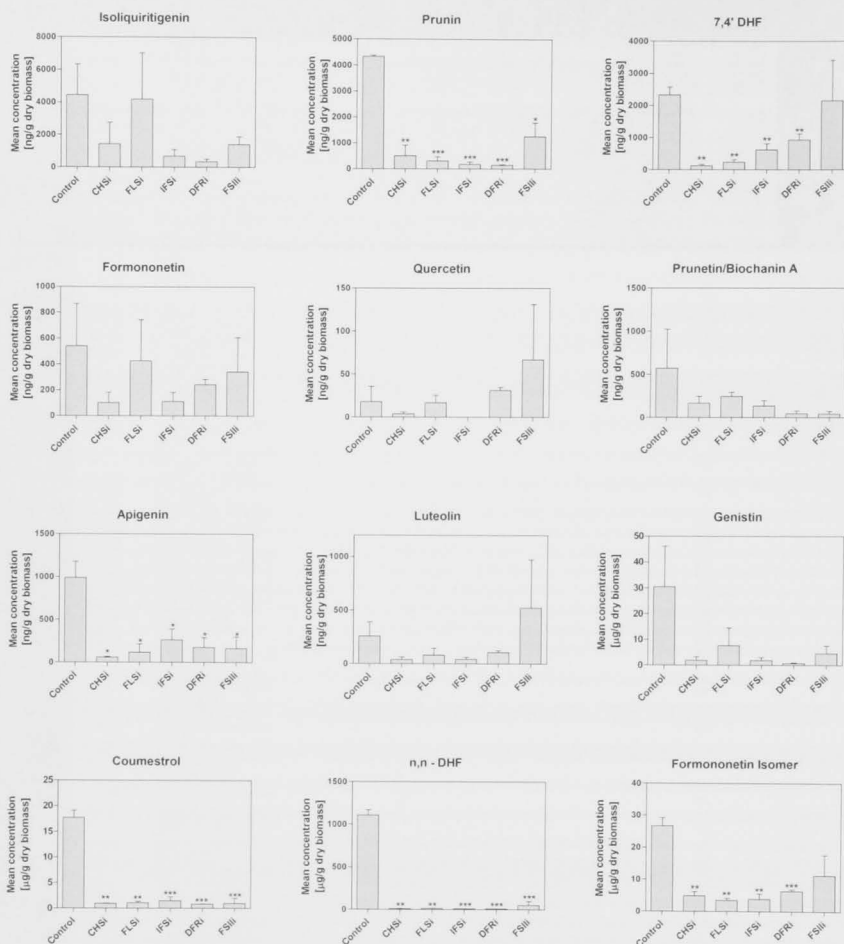 Isoliquiritigenin
Mean concentration
[ng/g dry biomass]
8000
6000
4000
2000
0
Control
CHSi
FLSi
IFSi
DFRi
FSIIi
Prunin
Mean concentration
[ng/g dry biomass]
5000
4000
3000
2000
1000
0
**
***
***
***
*
Control
CHSi
FLSi
IFSi
DFRi
FSIIi
7,4' DHF
Mean concentration
[ng/g dry biomass]
4000
3000
2000
1000
0
**
**
**
**
Control
CHSi
FLSi
IFSi
DFRi
FSIIi
Formononetin
Mean concentration
[ng/g dry biomass]
1000
800
600
400
200
0
Control
CHSi
FLSi
IFSi
DFRi
FSIIi
Quercetin
Mean concentration
[ng/g dry biomass]
150
100
50
0
Control
CHSi
FLSi
IFSi
DFRi
FSIIi
Prunetin/Biochanin A
Mean concentration
[ng/g dry biomass]
1500
1000
500
0
Control
CHSi
FLSi
IFSi
DFRi
FSIIi
Apigenin
Mean concentration
[ng/g dry biomass]
1500
1000
500
0
*
*
*
*
*
Control
CHSi
FLSi
IFSi
DFRi
FSIIi
Luteolin
Mean concentration
[ng/g dry biomass]
1000
500
0
Control
CHSi
FLSi
IFSi
DFRi
FSIIi
Genistin
Mean concentration
[µg/g dry biomass]
50
40
30
20
10
0
Control
CHSi
FLSi
IFSi
DFRi
FSIIi
Coumestrol
Mean concentration
[µg/g dry biomass]
25
20
15
10
5
0
**
**
***
***
***
Control
CHSi
FLSi
IFSi
DFRi
FSIIi
n,n - DHF
Mean concentration
[µg/g dry biomass]
1500
1000
500
0
**
**
***
***
***
Control
CHSi
FLSi
IFSi
DFRi
FSIIi
Formononetin Isomer
Mean concentration
[µg/g dry biomass]
40
30
20
10
0
**
**
**
***
Control
CHSi
FLSi
IFSi
DFRi
FSIIi